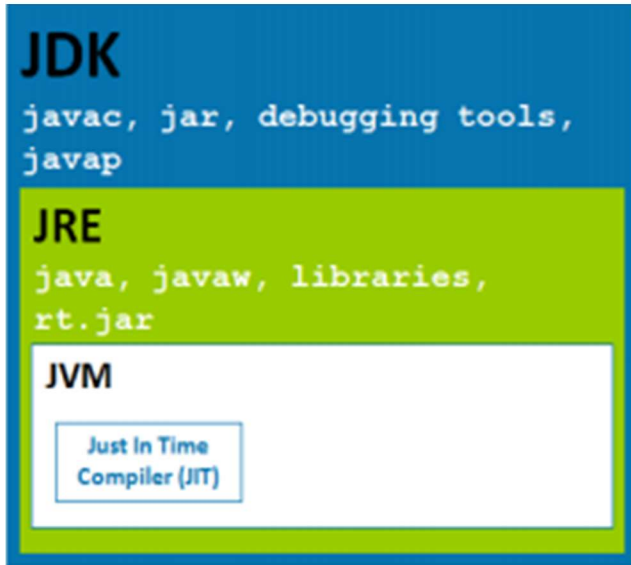 JDK
javac, jar, debugging tools,
javap
JRE
java, javaw, libraries,
rt.jar
JVM
Just In Time
Compiler (JIT)